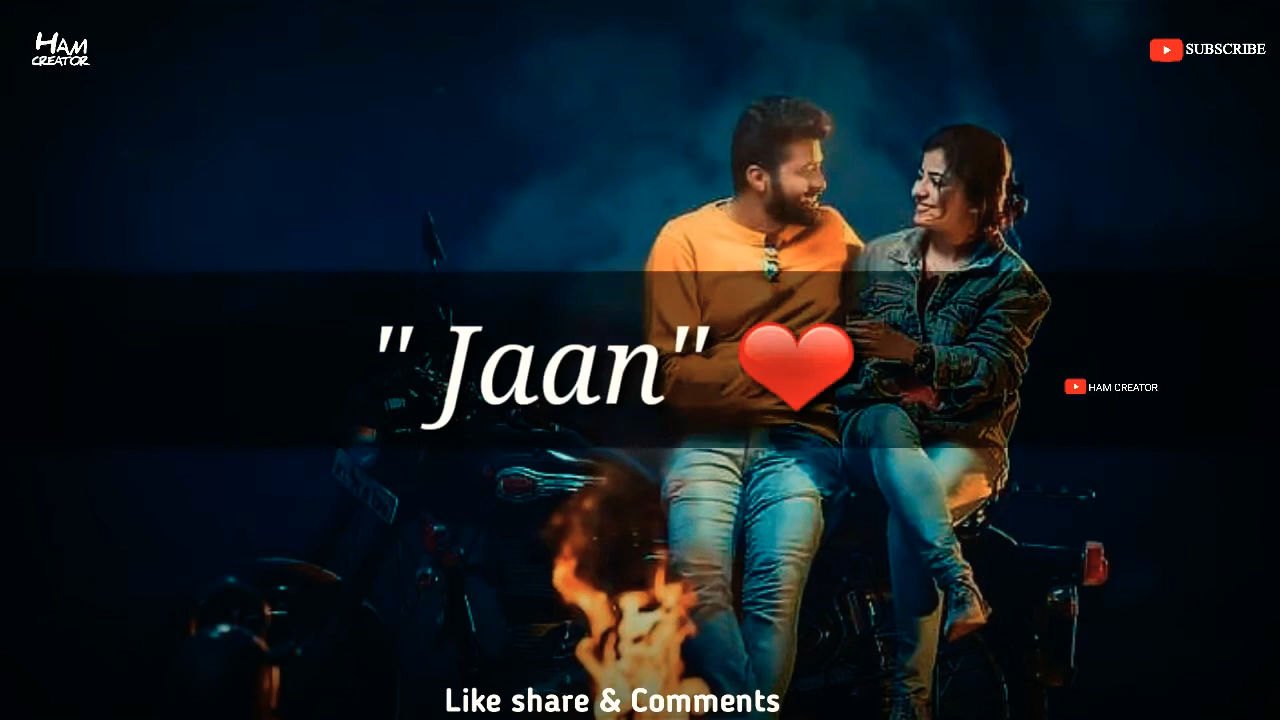 HAM
CREATOR
SUBSCRIBE
" Jaan" ❤
HAM CREATOR
Like share & Comments